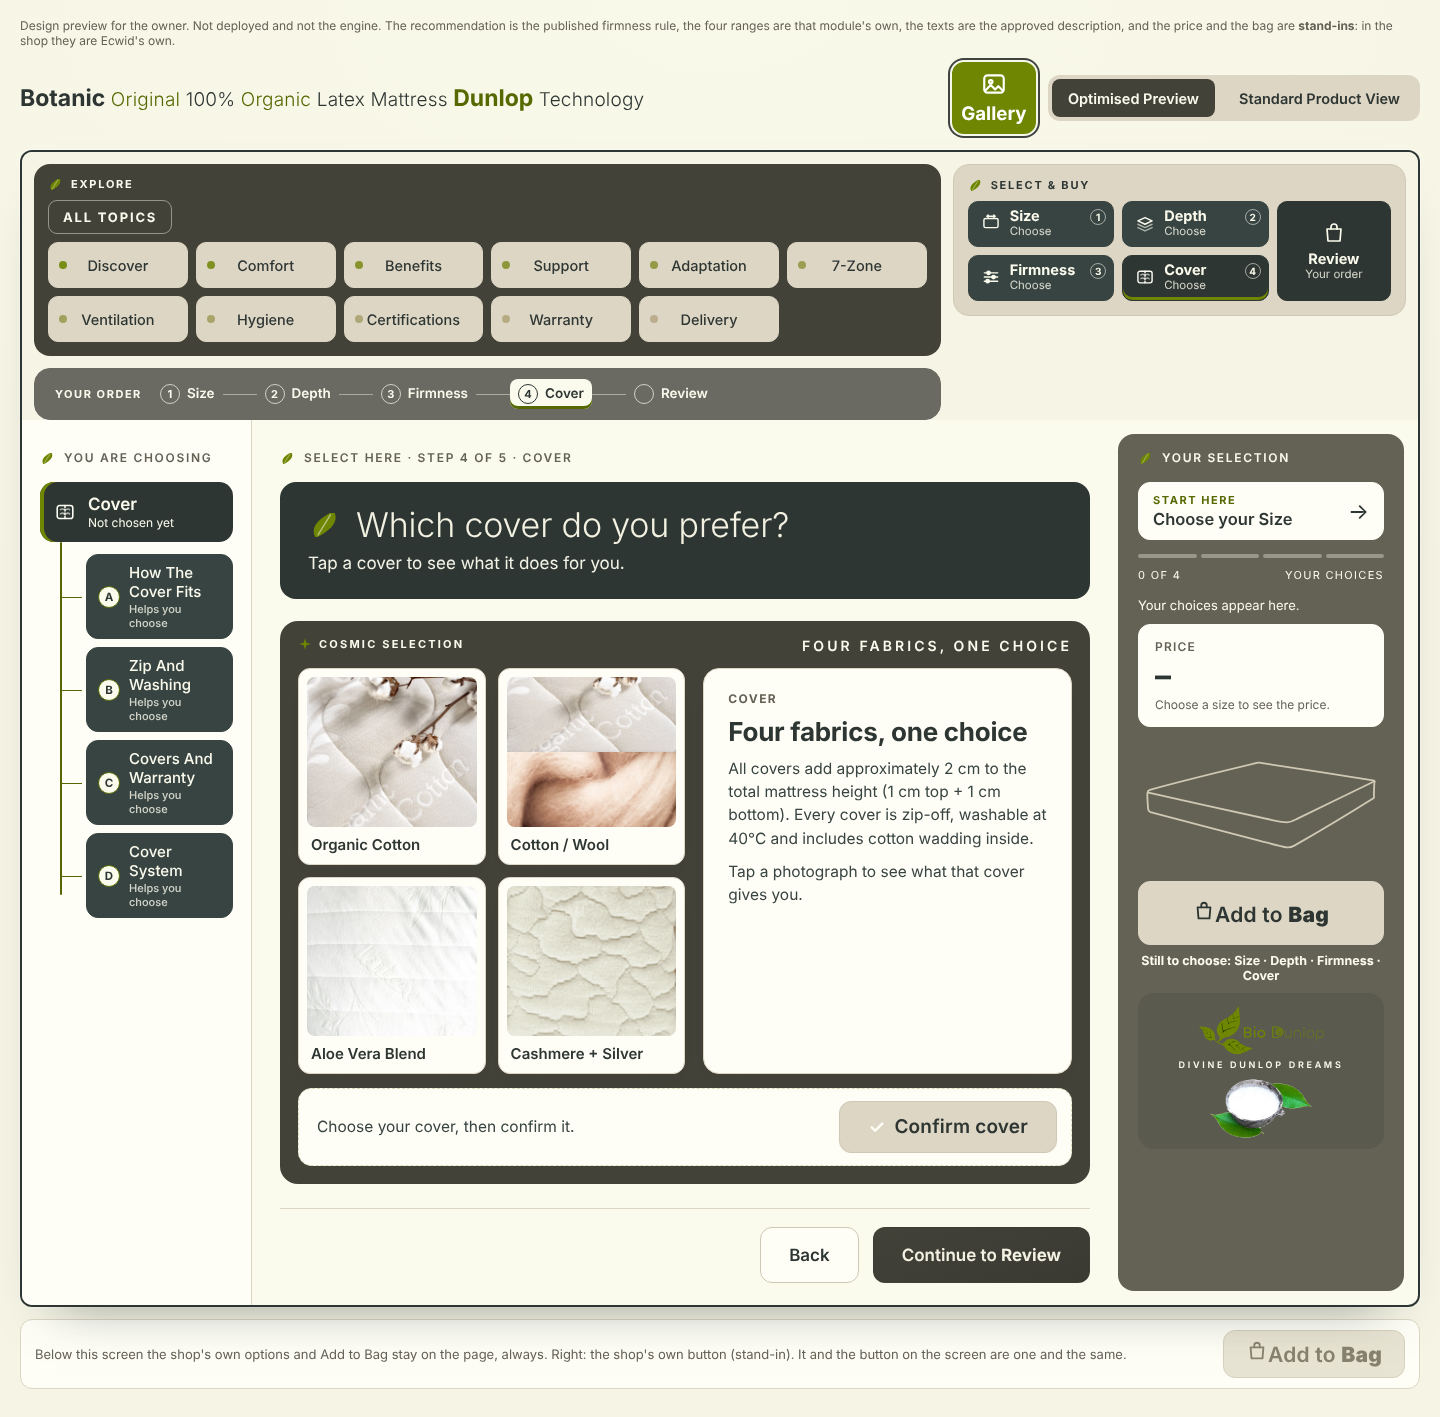 Design preview for the owner. Not deployed and not the engine. The recommendation is the published firmness rule, the four ranges are that module's own, the texts are the approved description, and the price and the bag are stand-ins: in the
shop they are Ecwid's own.
Botanic Original 100% Organic Latex Mattress Dunlop Technology
Gallery
Optimised Preview
Standard Product View
EXPLORE
ALL TOPICS
Discover
Comfort
Benefits
Support
Adaptation
7-Zone
Ventilation
Hygiene
Certifications
Warranty
Delivery
SELECT & BUY
Size
Choose
1
Depth
Choose
2
Firmness
Choose
3
Cover
Choose
4
Review
Your order
YOUR ORDER
1 Size
2 Depth
3 Firmness
4 Cover
Review
YOU ARE CHOOSING
Cover
Not chosen yet
A
How The
Cover Fits
Helps you
choose
B
Zip And
Washing
Helps you
choose
C
Covers And
Warranty
Helps you
choose
D
Cover
System
Helps you
choose
SELECT HERE · STEP 4 OF 5 · COVER
Which cover do you prefer?
Tap a cover to see what it does for you.
COSMIC SELECTION
FOUR FABRICS, ONE CHOICE
Organic Cotton
Cotton / Wool
Aloe Vera Blend
Cashmere + Silver
COVER
Four fabrics, one choice
All covers add approximately 2 cm to the
total mattress height (1 cm top + 1 cm
bottom). Every cover is zip-off, washable at
40°C and includes cotton wadding inside.
Tap a photograph to see what that cover
gives you.
Choose your cover, then confirm it.
Confirm cover
Back
Continue to Review
YOUR SELECTION
START HERE
Choose your Size
0 OF 4
YOUR CHOICES
Your choices appear here.
PRICE
–
Choose a size to see the price.
Add to Bag
Still to choose: Size · Depth · Firmness ·
Cover
Bio Dunlop
DIVINE DUNLOP DREAMS
Below this screen the shop's own options and Add to Bag stay on the page, always. Right: the shop's own button (stand-in). It and the button on the screen are one and the same.
Add to Bag